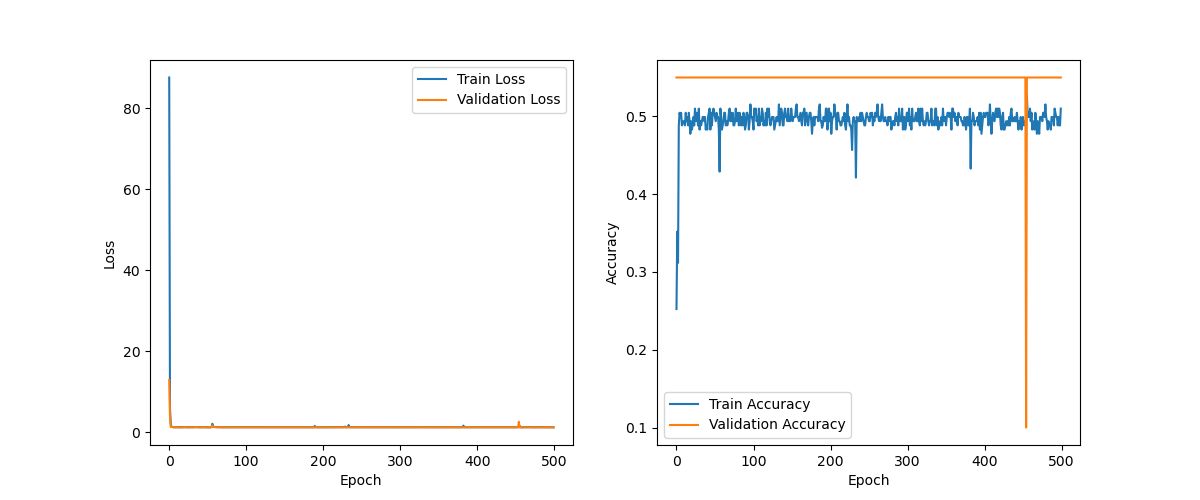 Train Loss
Validation Loss
80
60
40
20
0
Loss
0 100 200 300 400 500
Epoch
0.5
0.4
0.3
0.2
0.1
Accuracy
Train Accuracy
Validation Accuracy
0 100 200 300 400 500
Epoch